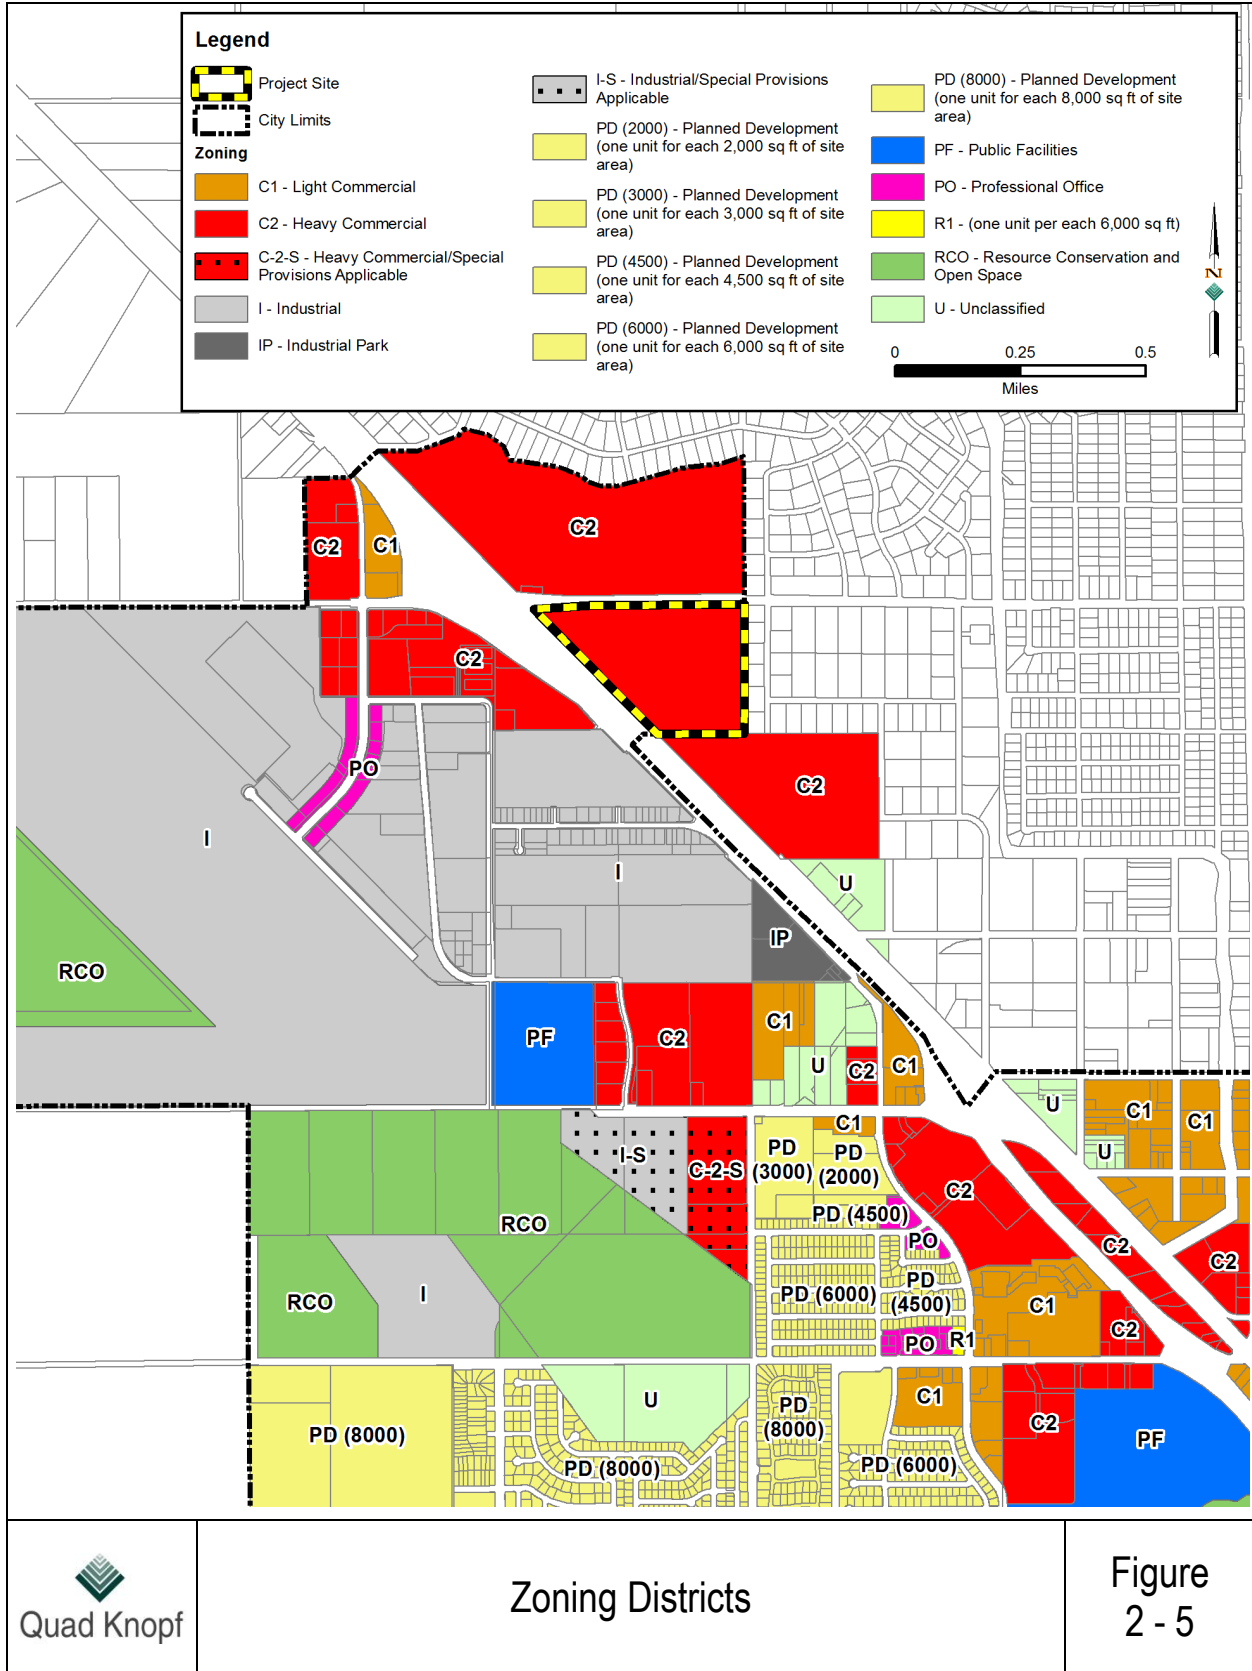 Legend
Project Site
City Limits
Zoning
C1 - Light Commercial
C2 - Heavy Commercial
C-2-S - Heavy Commercial/Special
Provisions Applicable
I - Industrial
IP - Industrial Park
I-S - Industrial/Special Provisions
Applicable
PD (2000) - Planned Development
(one unit for each 2,000 sq ft of site
area)
PD (3000) - Planned Development
(one unit for each 3,000 sq ft of site
area)
PD (4500) - Planned Development
(one unit for each 4,500 sq ft of site
area)
PD (6000) - Planned Development
(one unit for each 6,000 sq ft of site
area)
PD (8000) - Planned Development
(one unit for each 8,000 sq ft of site
area)
PF - Public Facilities
PO - Professional Office
R1 - (one unit per each 6,000 sq ft)
RCO - Resource Conservation and
Open Space
U - Unclassified
N
0 0.25 0.5
Miles
C2
C2
C1
C2
PO
C2
I
I
U
IP
RCO
PF
C2
C1
U
C2
C1
U
C1
C1
U
C1
I-S
C-2-S
PD
(3000)
PD
(2000)
C2
PD (4500)
RCO
PO
C2
C2
RCO
I
PD (6000)
PD
(4500)
C1
C2
PO
R1
U
PD
(8000)
C1
C2
PD (8000)
PD (8000)
PD (6000)
PF
Quad Knopf
Zoning Districts
Figure
2 - 5